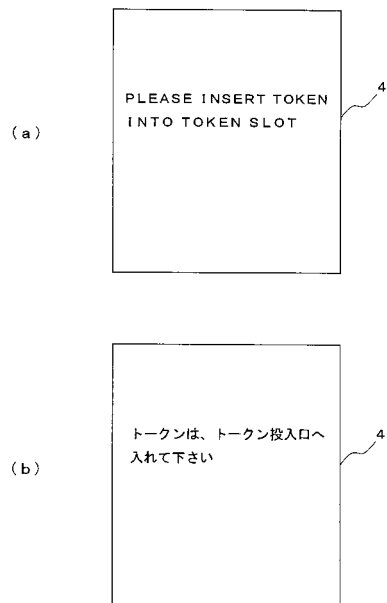 (a)
PLEASE INSERT TOKEN
INTO TOKEN SLOT
4
(b)
トークンは、トークン投入口へ
入れて下さい
4